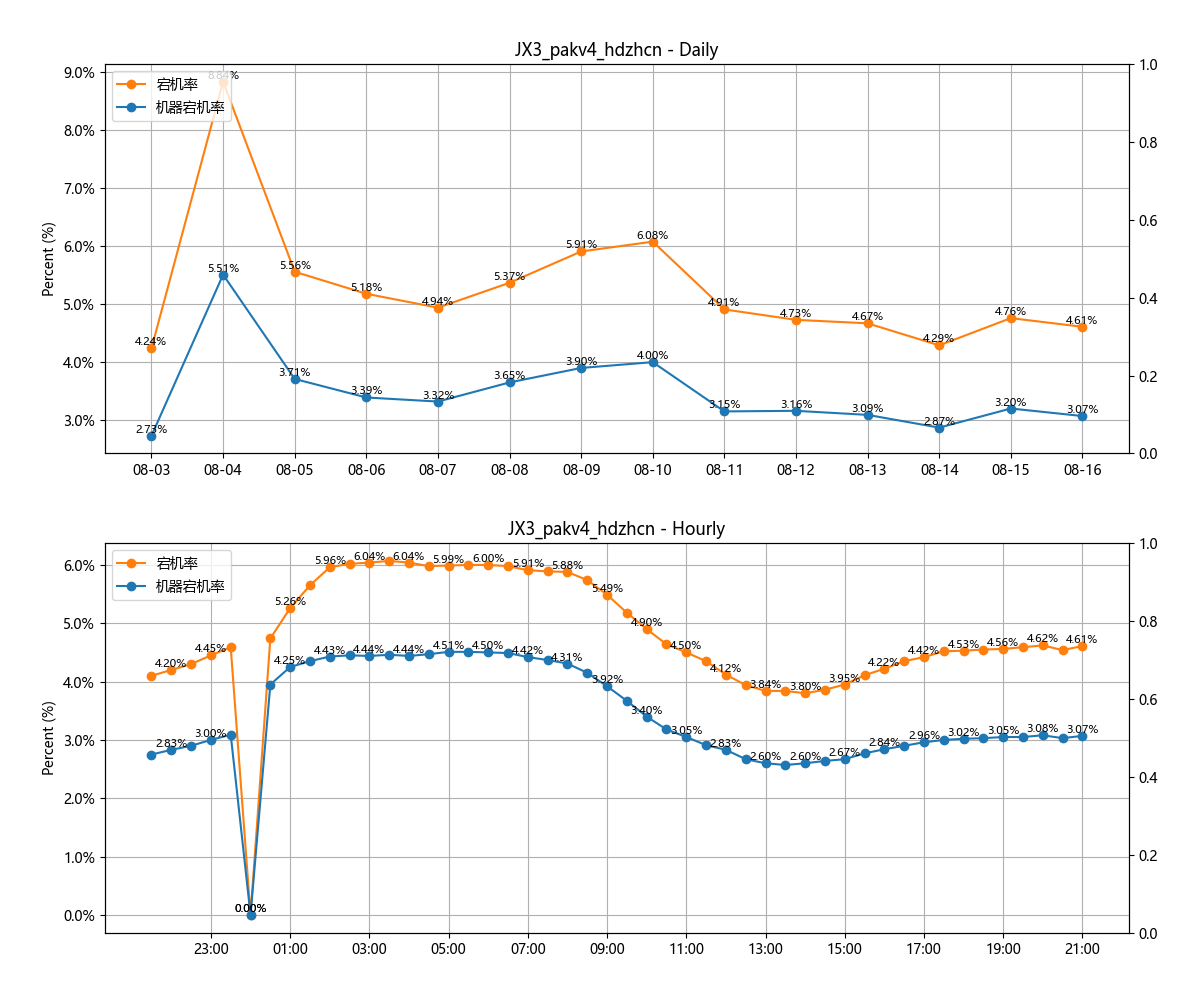 JX3_pakv4_hdzhcn - Daily
宕机率
机器宕机率
Percent (%)
9.0%
8.0%
7.0%
6.0%
5.0%
4.0%
3.0%
1.0
0.8
0.6
0.4
0.2
0.0
4.24% 8.84% 5.56% 5.18% 4.94% 5.37% 5.91% 6.08% 4.91% 4.73% 4.67% 4.29% 4.76% 4.61%
2.73% 5.51% 3.71% 3.39% 3.32% 3.65% 3.90% 4.00% 3.15% 3.16% 3.09% 2.87% 3.20% 3.07%
08-03 08-04 08-05 08-06 08-07 08-08 08-09 08-10 08-11 08-12 08-13 08-14 08-15 08-16
JX3_pakv4_hdzhcn - Hourly
宕机率
机器宕机率
Percent (%)
6.0%
5.0%
4.0%
3.0%
2.0%
1.0%
0.0%
1.0
0.8
0.6
0.4
0.2
0.0
4.20% 4.45% 0.00% 5.26% 5.96% 6.04% 6.04% 5.99% 6.00% 5.91% 5.88% 5.49% 4.90% 4.50% 4.12% 3.84% 3.80% 3.95% 4.22% 4.42% 4.53% 4.56% 4.62% 4.61%
2.83% 3.00% 0.00% 4.25% 4.43% 4.44% 4.44% 4.51% 4.50% 4.42% 4.31% 3.92% 3.40% 3.05% 2.83% 2.60% 2.60% 2.67% 2.84% 2.96% 3.02% 3.05% 3.08% 3.07%
23:00 01:00 03:00 05:00 07:00 09:00 11:00 13:00 15:00 17:00 19:00 21:00